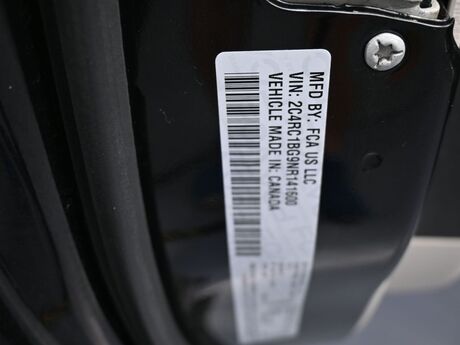 MFD BY: FCA US LLC
VIN: 2C4RC1BG9NR141600
VEHICLE MADE IN: CANADA